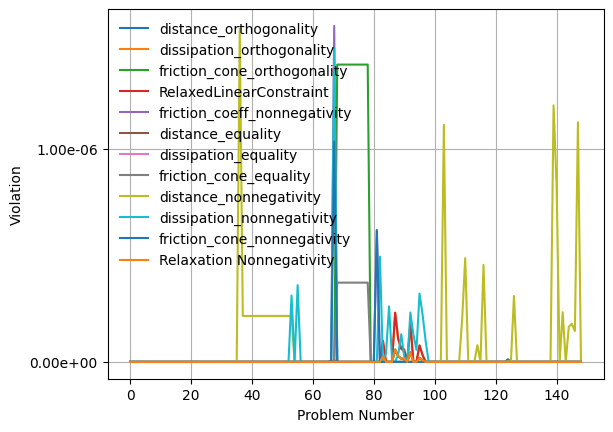 distance_orthogonality
dissipation_orthogonality
friction_cone_orthogonality
RelaxedLinearConstraint
friction_coeff_nonnegativity
distance_equality
dissipation_equality
friction_cone_equality
distance_nonnegativity
dissipation_nonnegativity
friction_cone_nonnegativity
Relaxation Nonnegativity
1.00e-06
0.00e+00
Violation
0 20 40 60 80 100 120 140
Problem Number